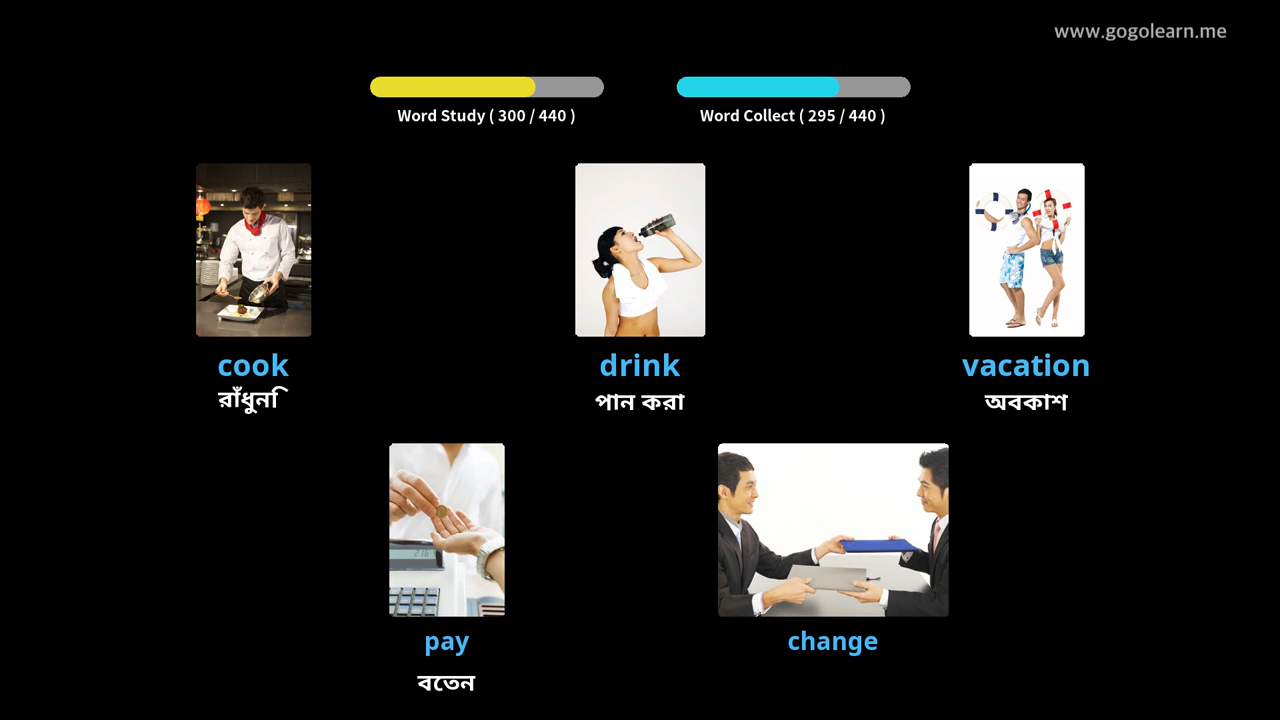 www.gogolearn.me
Word Study ( 300 / 440 )
Word Collect ( 295 / 440 )
cook
drink
vacation
রাঁধুনি
পান করা
অবকাশ
pay
change
বেতন